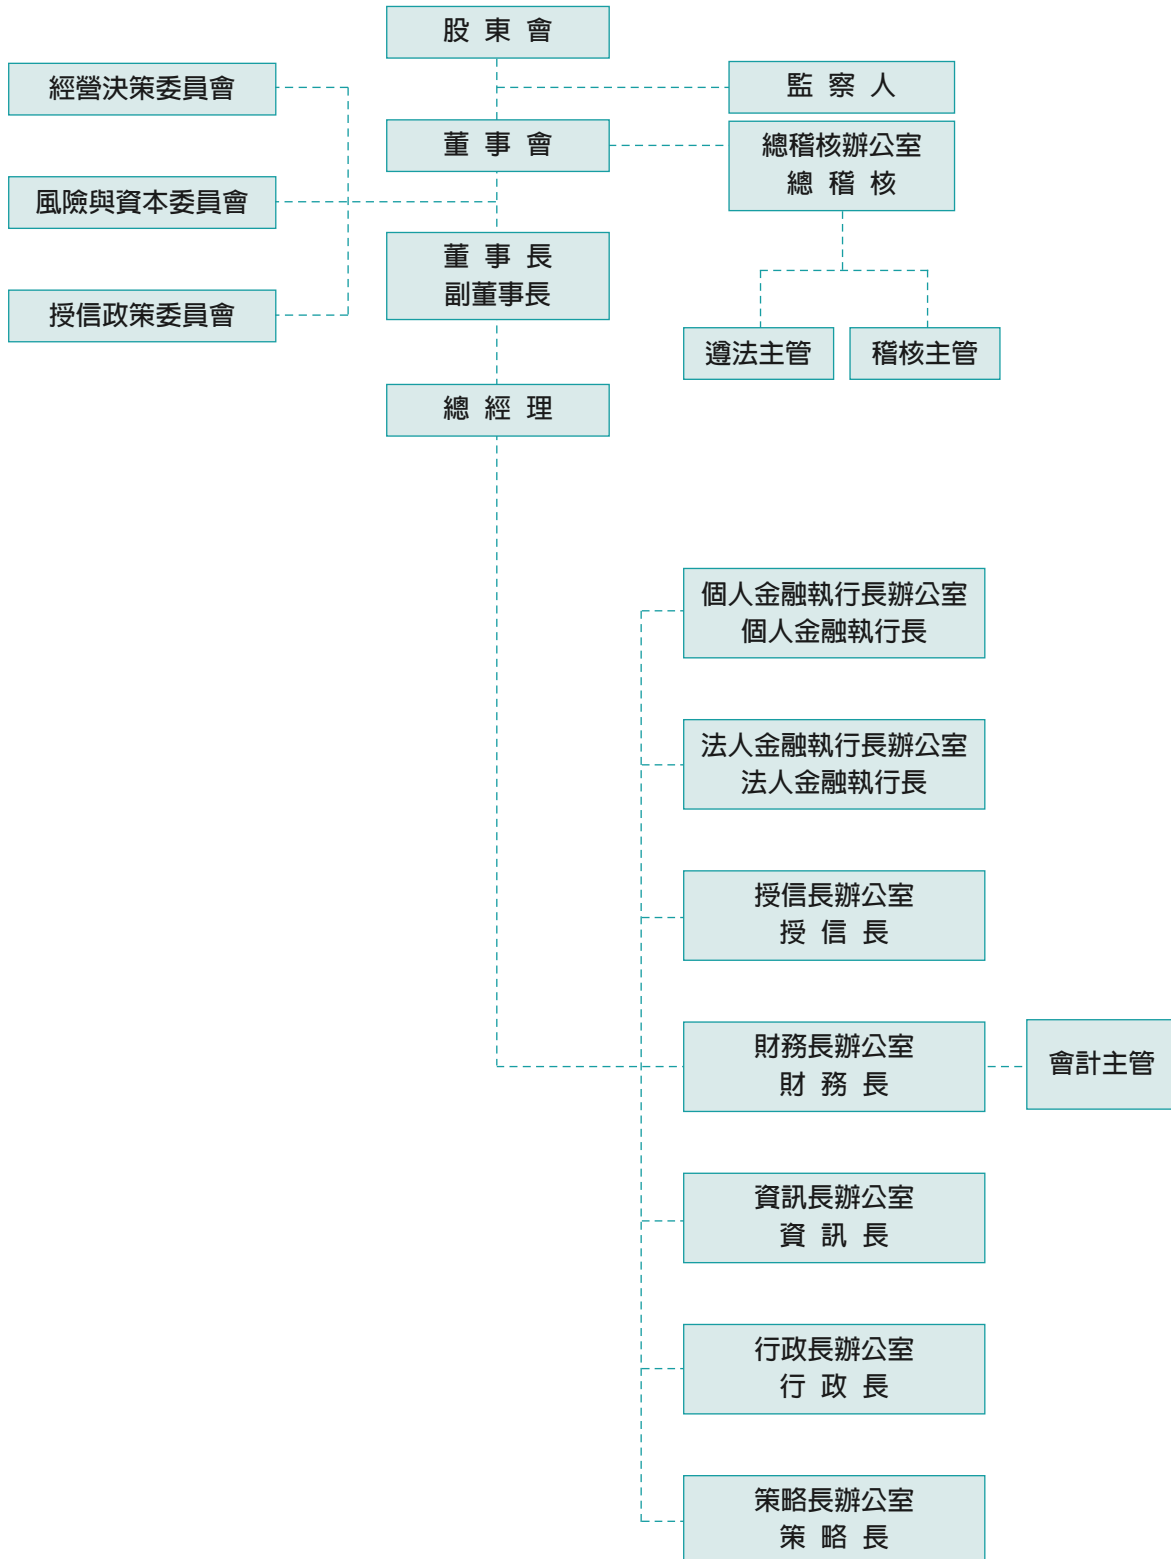 股東會
經營決策委員會
監察人
董事會
總稽核辦公室
總稽核
風險與資本委員會
董事長
副董事長
授信政策委員會
遵法主管
稽核主管
總經理
個人金融執行長辦公室
個人金融執行長
法人金融執行長辦公室
法人金融執行長
授信長辦公室
授信長
財務長辦公室
財務長
會計主管
資訊長辦公室
資訊長
行政長辦公室
行政長
策略長辦公室
策略長